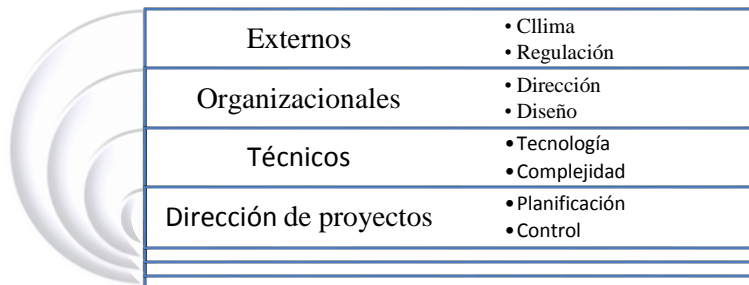 Externos
• Cllima
• Regulación
Organizacionales
• Dirección
• Diseño
Técnicos
• Tecnología
• Complejidad
Dirección de proyectos
• Planificación
• Control